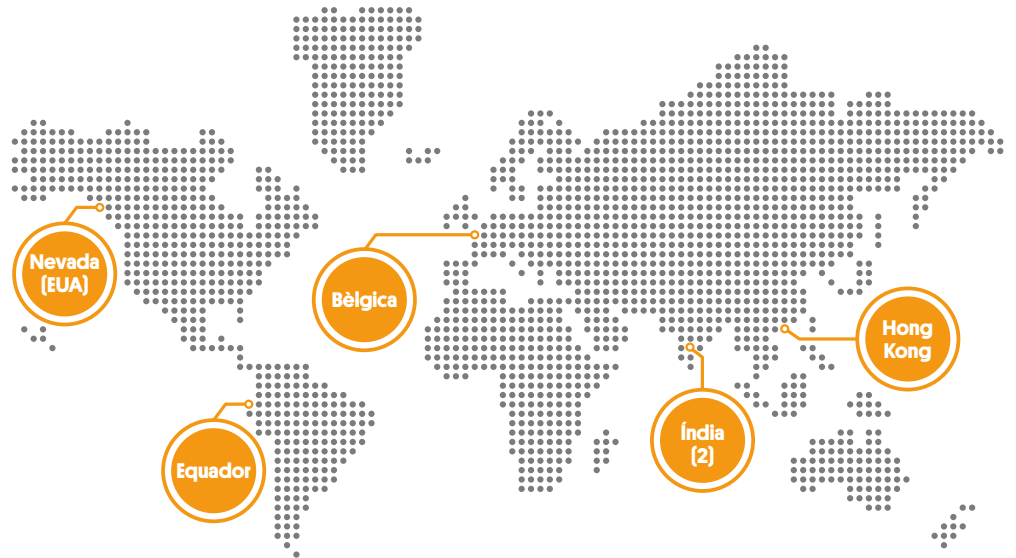 Nevada
(EUA)
Bèlgica
Hong
Kong
Equador
Índia
(2)